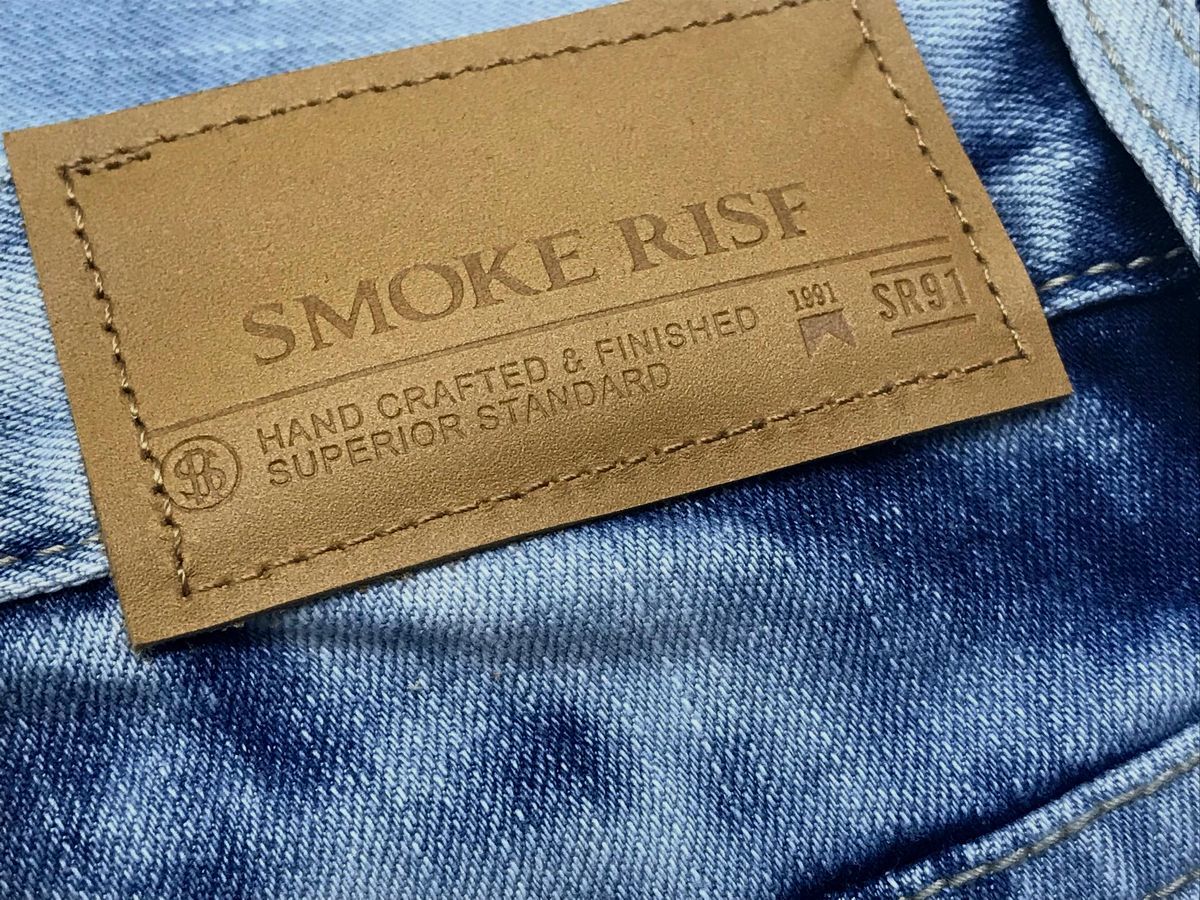 SMOKE RISE
HAND CRAFTED & FINISHED
SUPERIOR STANDARD
1991
SR91